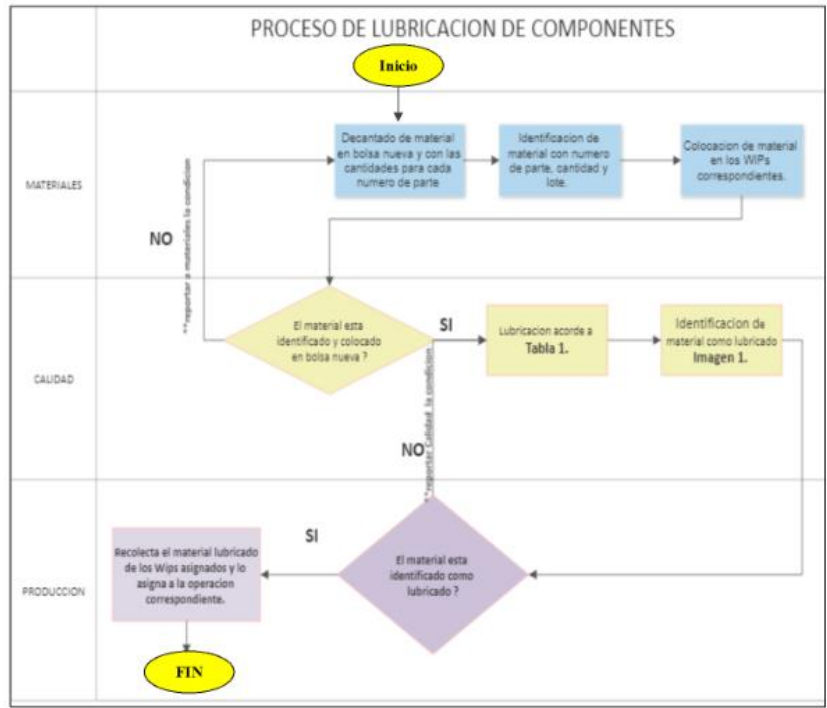 PROCESO DE LUBRICACION DE COMPONENTES
Inicio
MATERIALES
Decantado de material
en bolsa nueva y con las
cantidades para cada
numero de parte
Identificacion de
material con numero
de parte, cantidad y
lote.
Colocacion de material
en los WIPs
correspondientes.
NO
**reportar a materiales la condicion
CALIDAD
El material esta
identificado y colocado
en bolsa nueva ?
SI
Lubricacion acorde a
Tabla 1.
Identificacion de
material como lubricado
Imagen 1.
NO
**reportar Calidad la condicion
PRODUCCION
El material esta
identificado como
lubricado ?
SI
Recolecta el material lubricado
de los Wips asignados y lo
asigna a la operacion
correspondiente.
FIN